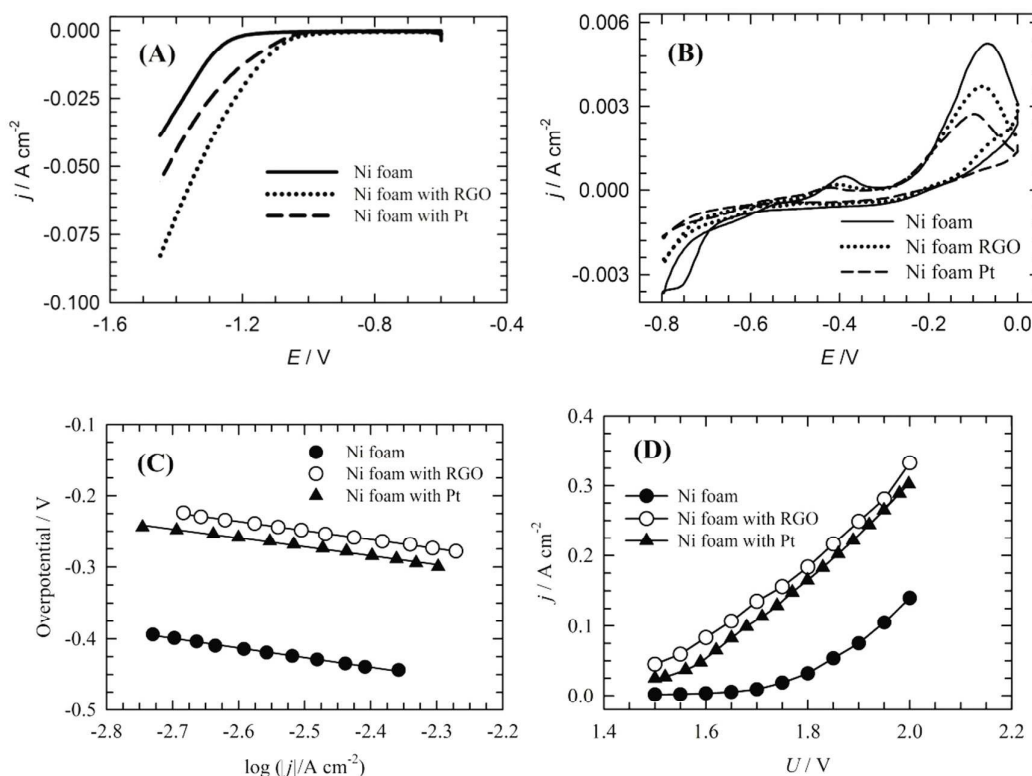 (A)
0.000
-0.025
-0.050
-0.075
-0.100
j / A cm-2
Ni foam
Ni foam with RGO
Ni foam with Pt
-1.6 -1.2 -0.8 -0.4
E / V
(B)
0.006
0.003
0.000
-0.003
j / A cm-2
Ni foam
Ni foam RGO
Ni foam Pt
-0.8 -0.6 -0.4 -0.2 0.0
E /V
(C)
-0.1
-0.2
-0.3
-0.4
-0.5
Overpotential / V
Ni foam
Ni foam with RGO
Ni foam with Pt
-2.8 -2.7 -2.6 -2.5 -2.4 -2.3 -2.2
log (|j|/A cm-2)
(D)
0.4
0.3
0.2
0.1
0.0
j / A cm-2
Ni foam
Ni foam with RGO
Ni foam with Pt
1.4 1.6 1.8 2.0 2.2
U / V